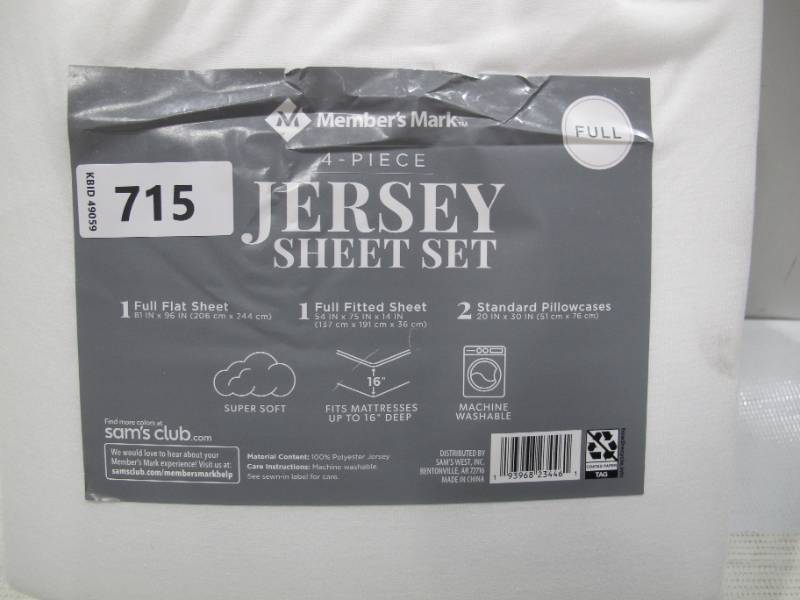 Member's Mark™
FULL
4-PIECE
KBID 49059
715
JERSEY
SHEET SET
1 Full Flat Sheet
81 IN x 96 IN (206 cm x 244 cm)
1 Full Fitted Sheet
54 IN x 75 IN x 14 IN
(137 cm x 191 cm x 36 cm)
2 Standard Pillowcases
20 IN x 30 IN (51 cm x 76 cm)
SUPER SOFT
16"
FITS MATTRESSES
UP TO 16" DEEP
MACHINE
WASHABLE
Find more colors at
sam's club.com
We would love to hear about your
Member's Mark experience! Visit us at:
samsclub.com/membersmarkhelp
Material Content: 100% Polyester Jersey
Care Instructions: Machine washable.
See sewn-in label for care.
DISTRIBUTED BY
SAM'S WEST, INC.
BENTONVILLE, AR 72716
MADE IN CHINA
1 93968 23446 1
COATED PAPER
TAG